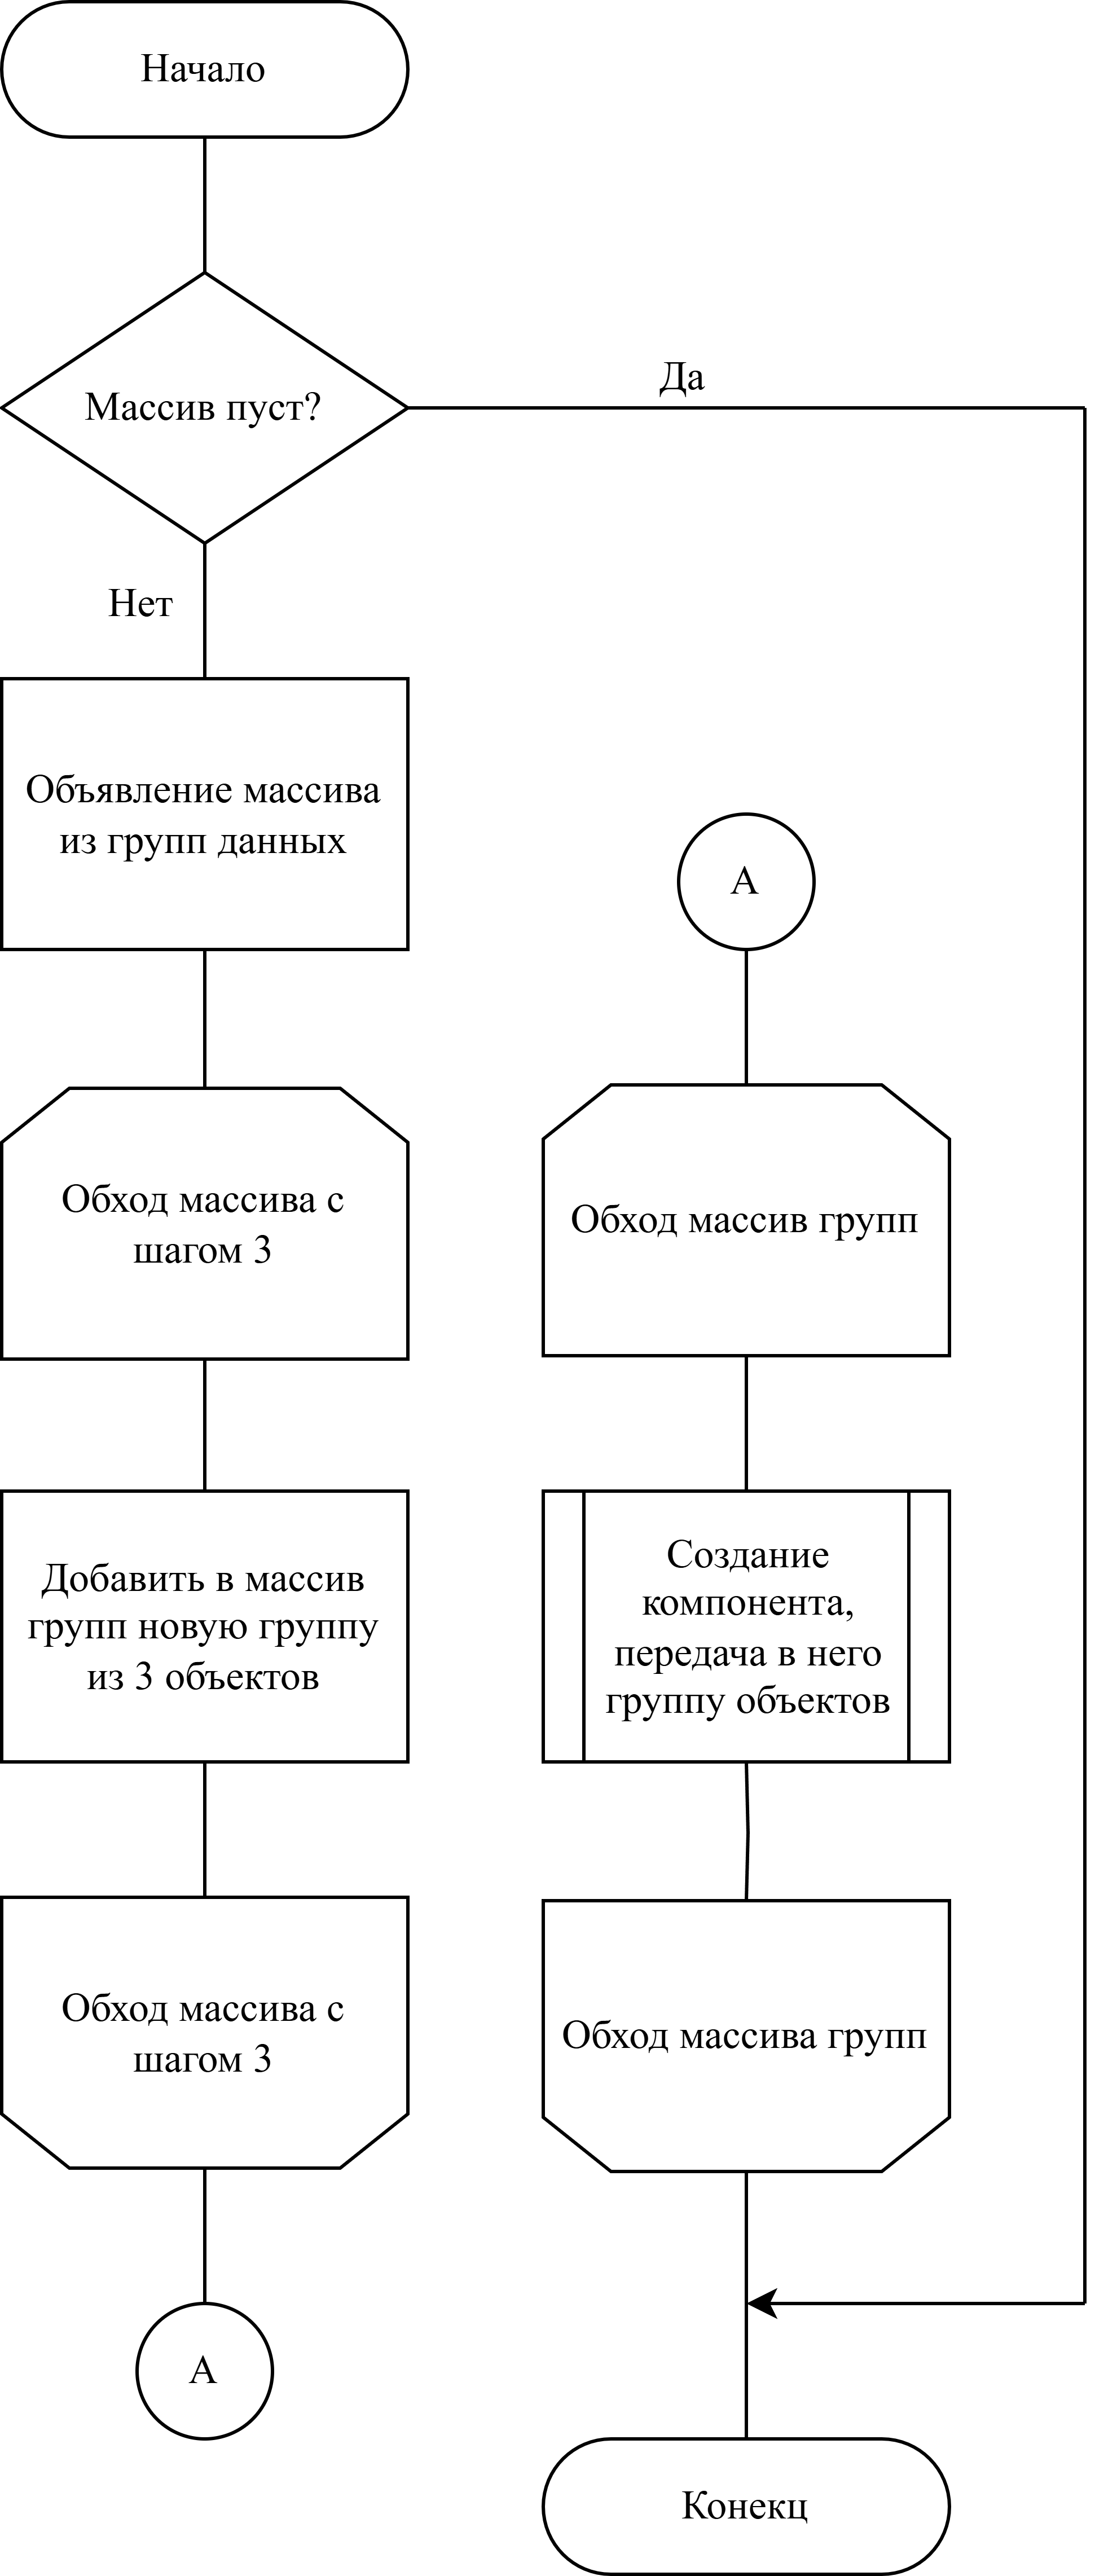 Начало
Массив пуст?
Да
Нет
Объявление массива
из групп данных
Обход массива с
шагом 3
Добавить в массив
групп новую группу
из 3 объектов
Обход массива с
шагом 3
А
А
Обход массив групп
Создание
компонента,
передача в него
группу объектов
Обход массива групп
Конекц